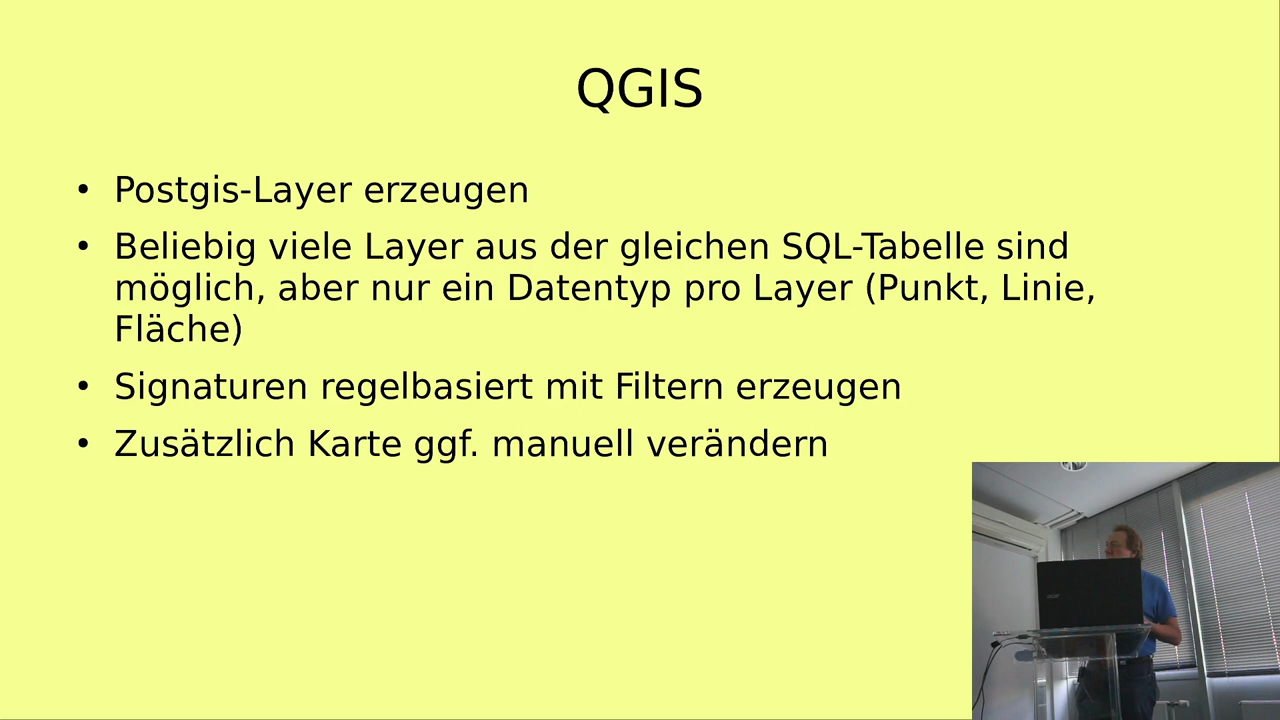 QGIS
• Postgis-Layer erzeugen
• Beliebig viele Layer aus der gleichen SQL-Tabelle sind
möglich, aber nur ein Datentyp pro Layer (Punkt, Linie,
Fläche)
• Signaturen regelbasiert mit Filtern erzeugen
• Zusätzlich Karte ggf. manuell verändern